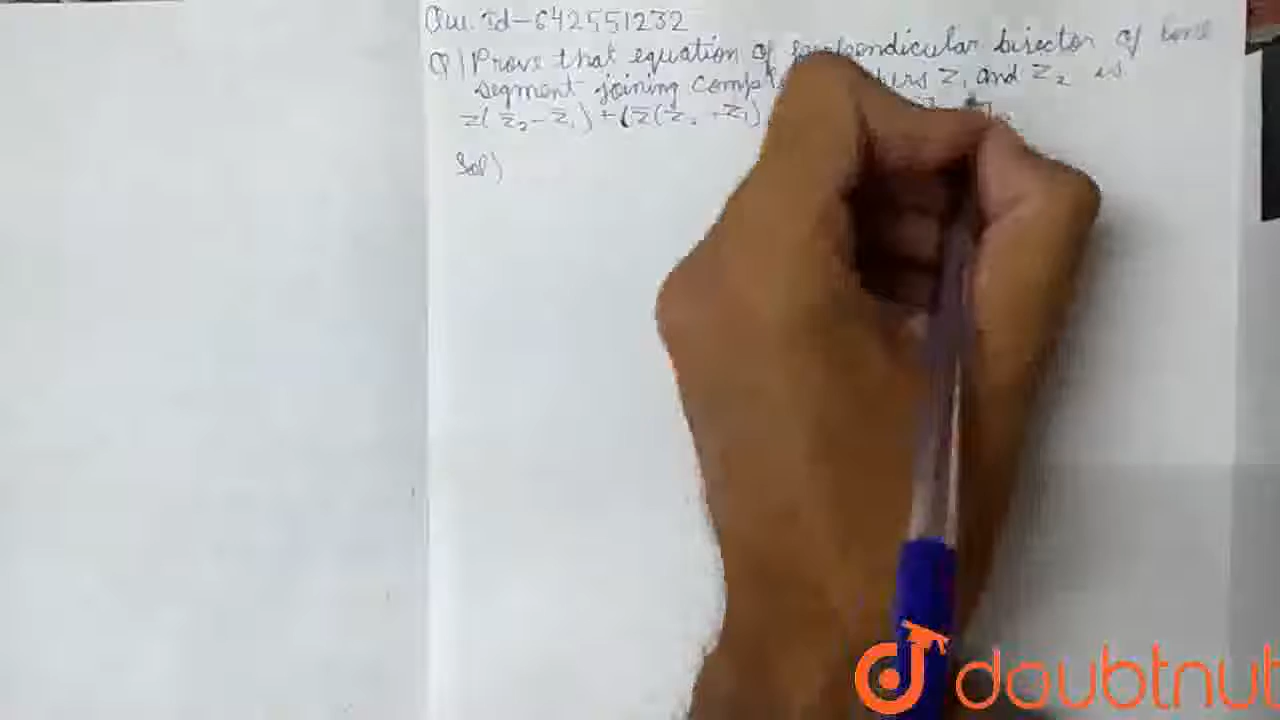 Qu. Id-642551232
Q) Prove that equation of perpendicular bisector of line
segment joining Z₁ and Z₂ is
z( z̄₂-z̄₁)+(z̄(z₂-z₁)
Sol)
doubtnut